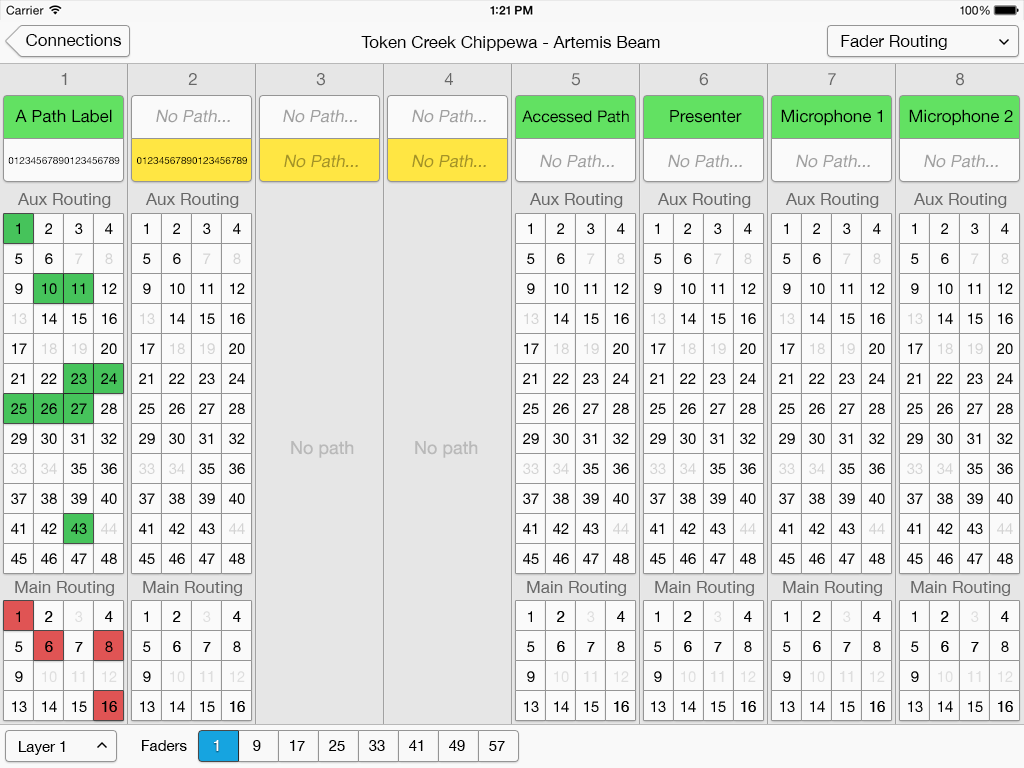 Carrier 1:21 PM 100%
Connections Token Creek Chippewa - Artemis Beam Fader Routing
1 2 3 4 5 6 7 8
A Path Label No Path... No Path... No Path... Accessed Path Presenter Microphone 1 Microphone 2
01234567890123456789 01234567890123456789 No Path... No Path... No Path... No Path... No Path... No Path...
Aux Routing Aux Routing Aux Routing Aux Routing Aux Routing Aux Routing
1 2 3 4 1 2 3 4 1 2 3 4 1 2 3 4 1 2 3 4 1 2 3 4
5 6 7 8 5 6 7 8 5 6 7 8 5 6 7 8 5 6 7 8 5 6 7 8
9 10 11 12 9 10 11 12 9 10 11 12 9 10 11 12 9 10 11 12 9 10 11 12
13 14 15 16 13 14 15 16 13 14 15 16 13 14 15 16 13 14 15 16 13 14 15 16
17 18 19 20 17 18 19 20 17 18 19 20 17 18 19 20 17 18 19 20 17 18 19 20
21 22 23 24 21 22 23 24 21 22 23 24 21 22 23 24 21 22 23 24 21 22 23 24
25 26 27 28 25 26 27 28 25 26 27 28 25 26 27 28 25 26 27 28 25 26 27 28
29 30 31 32 29 30 31 32 No path No path 29 30 31 32 29 30 31 32 29 30 31 32 29 30 31 32
33 34 35 36 33 34 35 36 33 34 35 36 33 34 35 36 33 34 35 36 33 34 35 36
37 38 39 40 37 38 39 40 37 38 39 40 37 38 39 40 37 38 39 40 37 38 39 40
41 42 43 44 41 42 43 44 41 42 43 44 41 42 43 44 41 42 43 44 41 42 43 44
45 46 47 48 45 46 47 48 45 46 47 48 45 46 47 48 45 46 47 48 45 46 47 48
Main Routing Main Routing Main Routing Main Routing Main Routing Main Routing
1 2 3 4 1 2 3 4 1 2 3 4 1 2 3 4 1 2 3 4 1 2 3 4
5 6 7 8 5 6 7 8 5 6 7 8 5 6 7 8 5 6 7 8 5 6 7 8
9 10 11 12 9 10 11 12 9 10 11 12 9 10 11 12 9 10 11 12 9 10 11 12
13 14 15 16 13 14 15 16 13 14 15 16 13 14 15 16 13 14 15 16 13 14 15 16
Layer 1 Faders 1 9 17 25 33 41 49 57